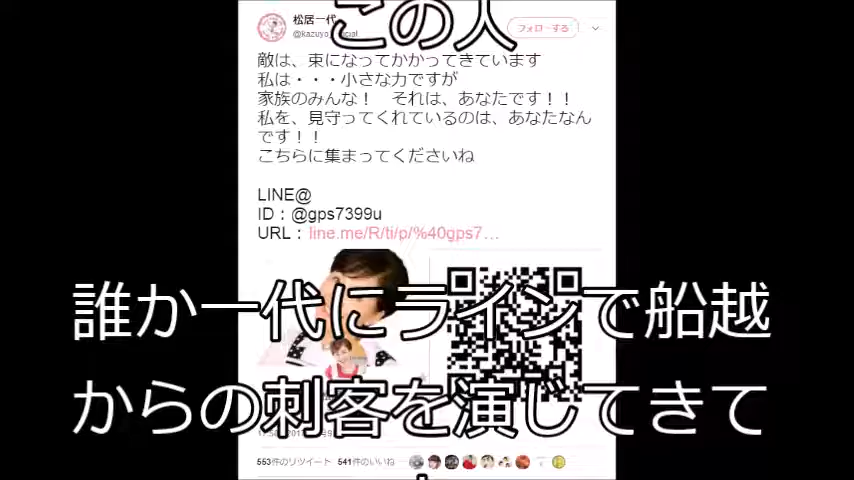 松居一代
フォローする
この人
敵は、束になってかかってきています
私は・・・小さな力ですが
家族のみんな！　それは、あなたです！！
私を、見守ってくれているのは、あなたなん
です！！
こちらに集まってくださいね
LINE@
ID：@gps7399u
URL：line.me/R/ti/p/%40gps7…
誰か一代にラインで船越
からの刺客を演じてきて
553件のリツイート 541件のいいね